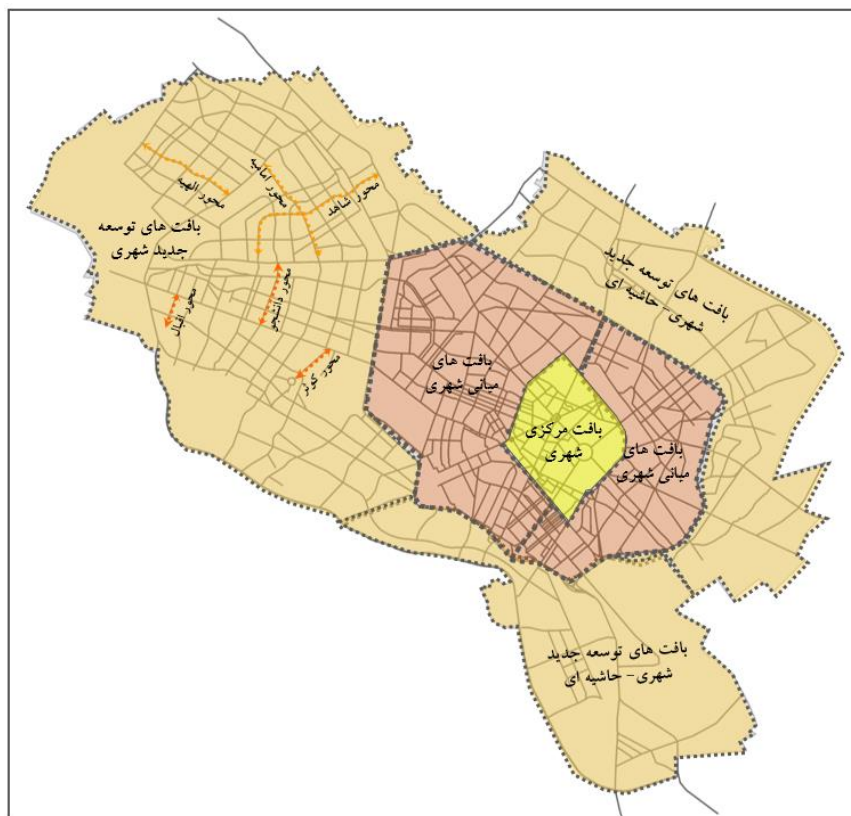 محور الهیه
محور امامیه
محور شاهد
بافت های توسعه
جدید شهری
محور اقبال
محور دانشجو
محور کوثر
بافت های توسعه جدید
شهری- حاشیه ای
بافت های
میانی شهری
بافت مرکزی
شهری
بافت های
میانی شهری
بافت های توسعه جدید
شهری- حاشیه ای